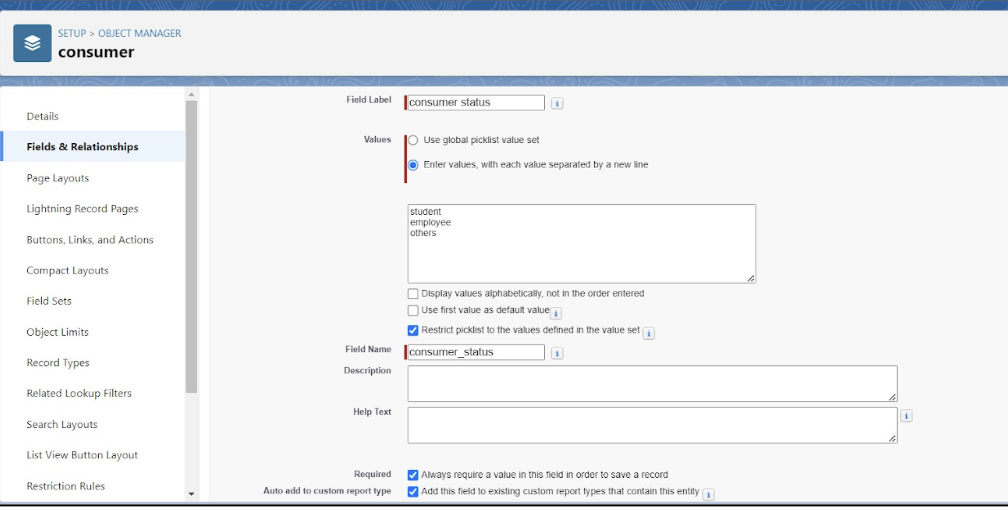 SETUP > OBJECT MANAGER
consumer
Details
Fields & Relationships
Page Layouts
Lightning Record Pages
Buttons, Links, and Actions
Compact Layouts
Field Sets
Object Limits
Record Types
Related Lookup Filters
Search Layouts
List View Button Layout
Restriction Rules
Field Label consumer status i
Values Use global picklist value set
Enter values, with each value separated by a new line
student
employee
others
Display values alphabetically, not in the order entered
Use first value as default value i
Restrict picklist to the values defined in the value set i
Field Name consumer_status i
Description
Help Text i
Required Always require a value in this field in order to save a record
Auto add to custom report type Add this field to existing custom report types that contain this entity i